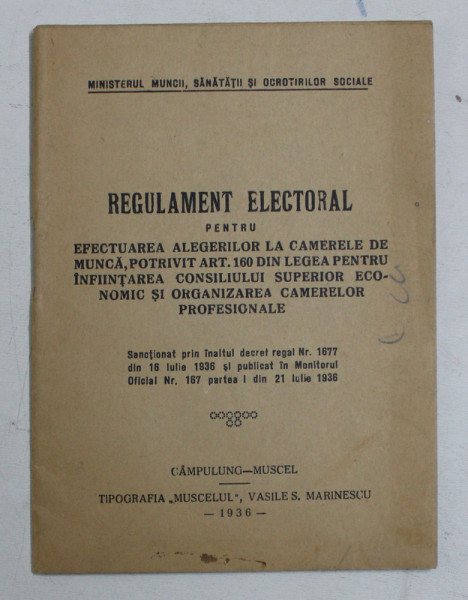 MINISTERUL MUNCII, SĂNĂTĂȚII ȘI OCROTIRILOR SOCIALE
REGULAMENT ELECTORAL
PENTRU
EFECTUAREA ALEGERILOR LA CAMERELE DE
MUNCĂ, POTRIVIT ART. 160 DIN LEGEA PENTRU
ÎNFIINȚAREA CONSILIULUI SUPERIOR ECO-
NOMIC ȘI ORGANIZAREA CAMERELOR
PROFESIONALE
Sancționat prin înaltul decret regal Nr. 1677
din 16 Iulie 1936 și publicat în Monitorul
Oficial Nr. 167 partea I din 21 Iulie 1936
CÂMPULUNG—MUSCEL
TIPOGRAFIA „MUSCELUL", VASILE S. MARINESCU
— 1936 —